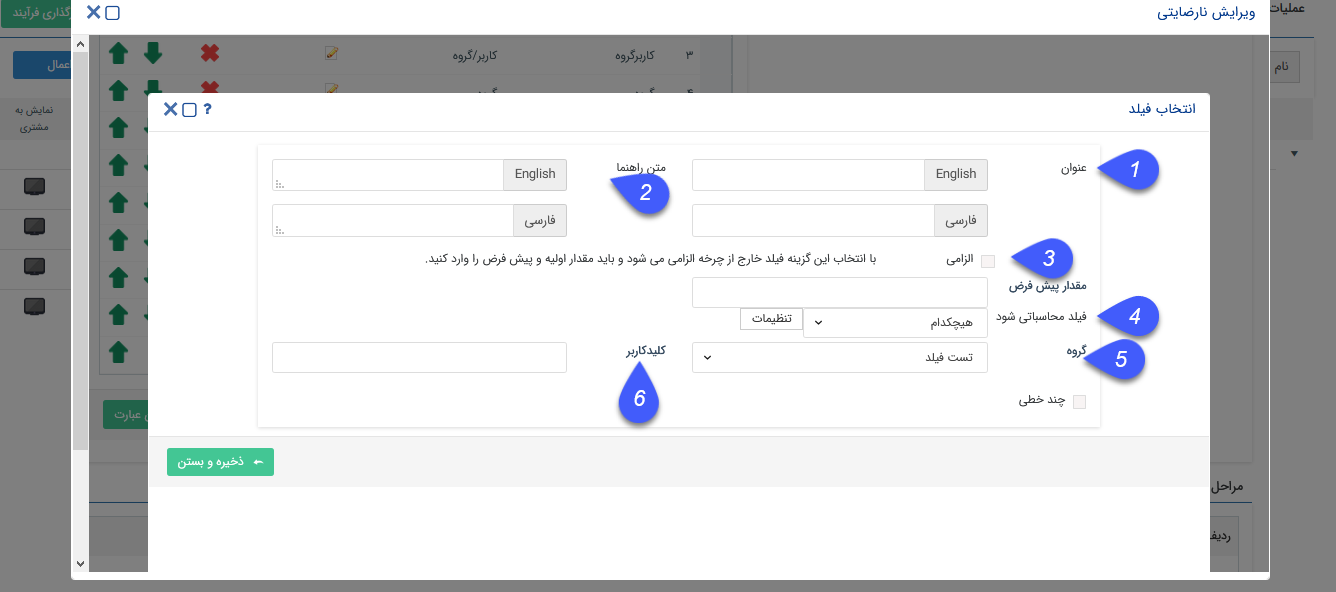 عملیات
گذاری فرآیند
ویرایش نارضایتی
نام
اعمال
نمایش به
مشتری
۳ کاربرگروه کاربر/گروه
انتخاب فیلد
?
عنوان
English
متن راهنما
English
1
2
فارسی
فارسی
الزامی
با انتخاب این گزینه فیلد خارج از چرخه الزامی می شود و باید مقدار اولیه و پیش فرض را وارد کنید.
3
مقدار پیش فرض
فیلد محاسباتی شود
هیچکدام
تنظیمات
4
گروه
تست فیلد
کلیدکاربر
5
6
چند خطی
عبارت
ذخیره و بستن
مراحل
ردیف